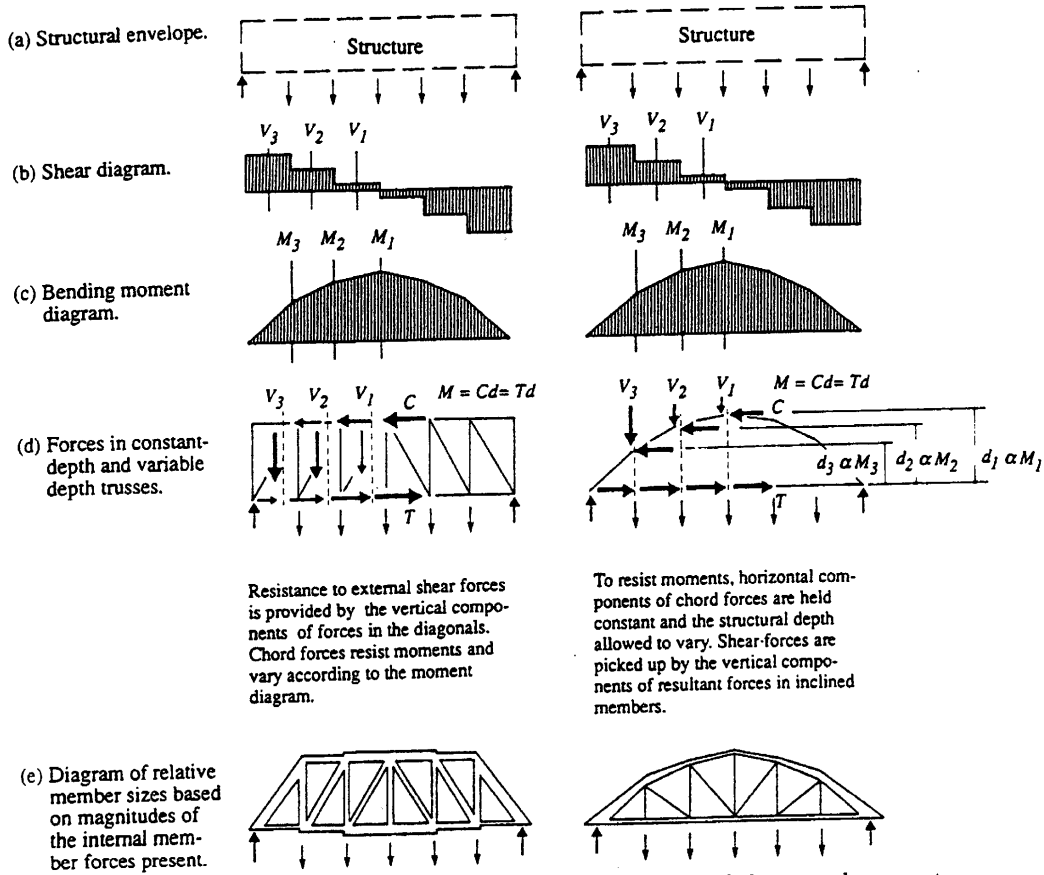 (a) Structural envelope.
Structure
Structure
(b) Shear diagram.
V3 V2 V1
V3 V2 V1
(c) Bending moment
diagram.
M3 M2 M1
M3 M2 M1
(d) Forces in constant-
depth and variable
depth trusses.
V3 V2 V1 C M = Cd= Td
T
V3 V2 V1 C M = Cd= Td
d3 ∝ M3 d2 ∝ M2 d1 ∝ M1
T
Resistance to external shear forces
is provided by the vertical compo-
nents of forces in the diagonals.
Chord forces resist moments and
vary according to the moment
diagram.
To resist moments, horizontal com-
ponents of chord forces are held
constant and the structural depth
allowed to vary. Shear-forces are
picked up by the vertical compo-
nents of resultant forces in inclined
members.
(e) Diagram of relative
member sizes based
on magnitudes of
the internal mem-
ber forces present.